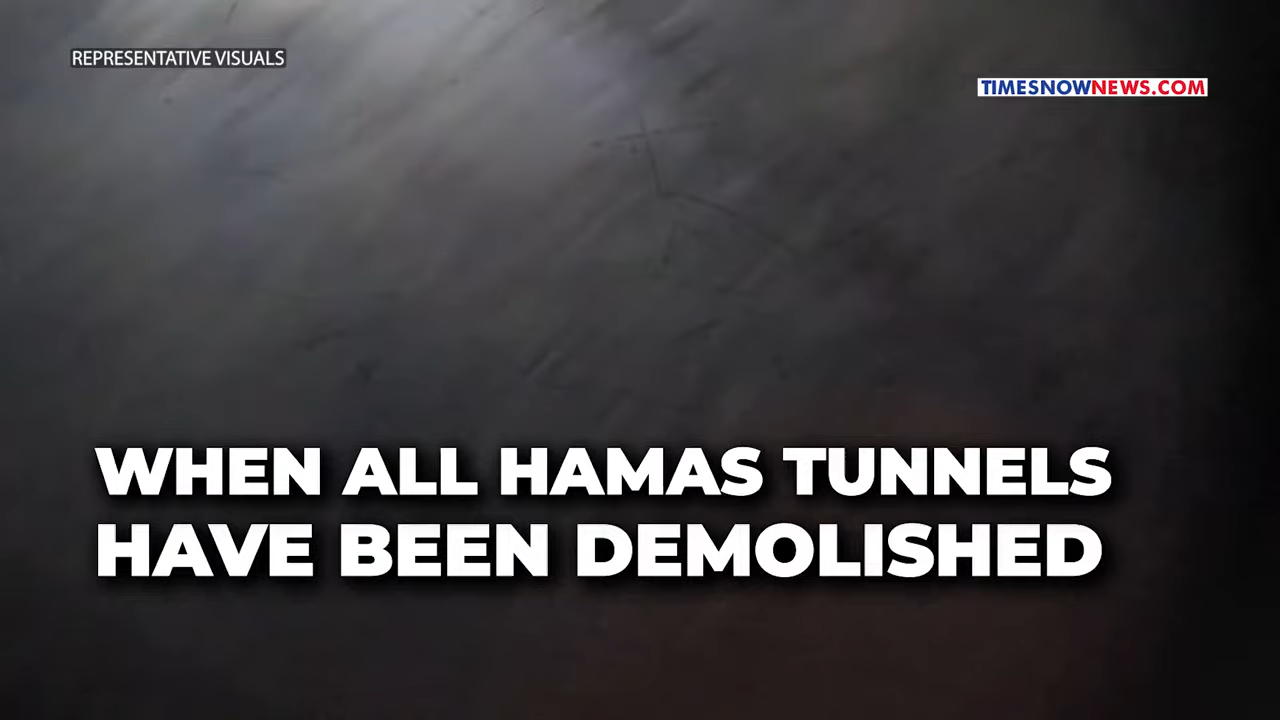 REPRESENTATIVE VISUALS
TIMESNOWNEWS.COM
WHEN ALL HAMAS TUNNELS
HAVE BEEN DEMOLISHED